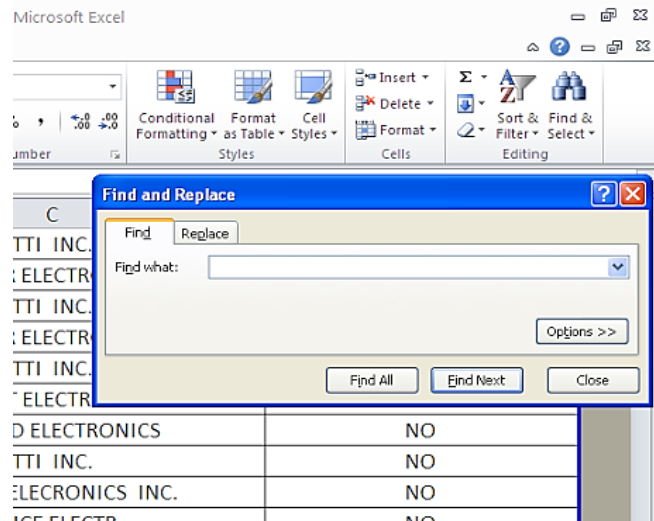 Microsoft Excel
Insert
Σ
Delete
Conditional Formatting
Format as Table
Cell Styles
Format
Sort & Filter
Find & Select
Styles
Cells
Editing
Find and Replace
C
Find
Replace
TTI INC.
Find what:
ELECTR
TTI INC.
Options >>
ELECTR
TTI INC.
Find All
Find Next
Close
ELECTR
D ELECTRONICS NO
TTI INC. NO
ELECRONICS INC. NO